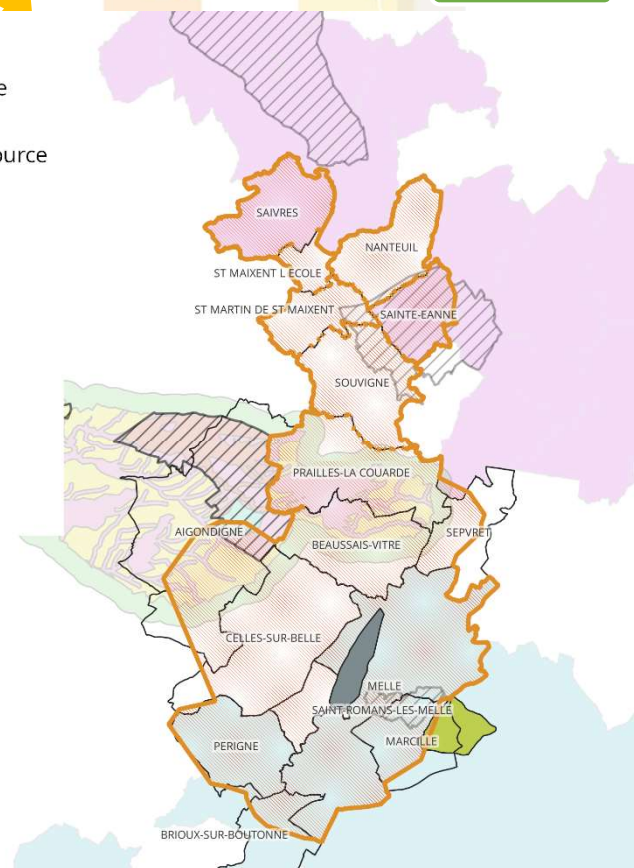 e
ource
SAIVRES
NANTEUIL
ST MAIXENT L ECOLE
ST MARTIN DE ST MAIXENT
SAINTE-EANNE
SOUVIGNE
PRAILLES-LA COUARDE
AIGONDIGNE
SEPVRET
BEAUSSAIS-VITRE
CELLES-SUR-BELLE
MELLE
SAINT-ROMANS-LES-MELLE
MARCILLE
PERIGNE
BRIOUX-SUR-BOUTONNE